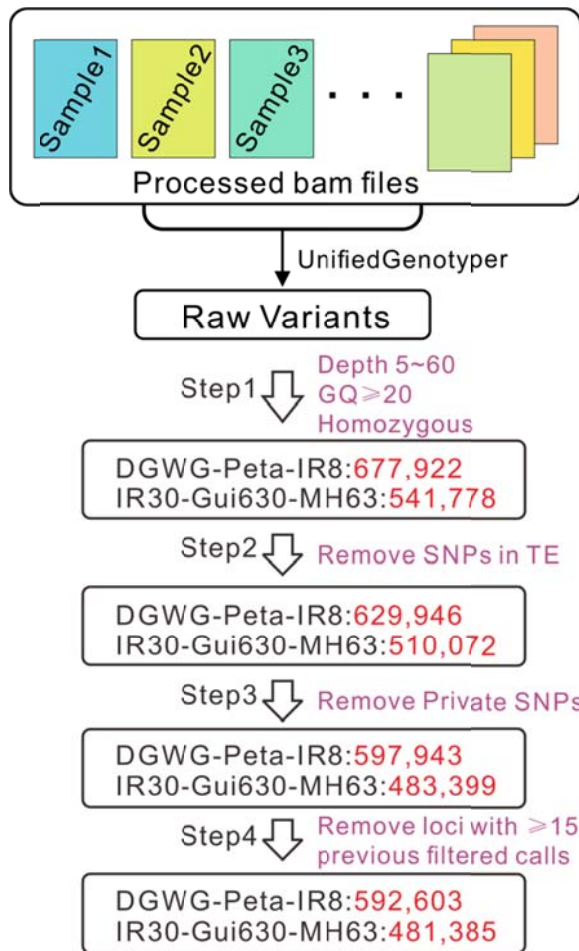 Sample1
Sample2
Sample3
. . .
Processed bam files
UnifiedGenotyper
Raw Variants
Step1
Depth 5~60
GQ≥20
Homozygous
DGWG-Peta-IR8:677,922
IR30-Gui630-MH63:541,778
Step2
Remove SNPs in TE
DGWG-Peta-IR8:629,946
IR30-Gui630-MH63:510,072
Step3
Remove Private SNPs
DGWG-Peta-IR8:597,943
IR30-Gui630-MH63:483,399
Step4
Remove loci with ≥15
previous filtered calls
DGWG-Peta-IR8:592,603
IR30-Gui630-MH63:481,385